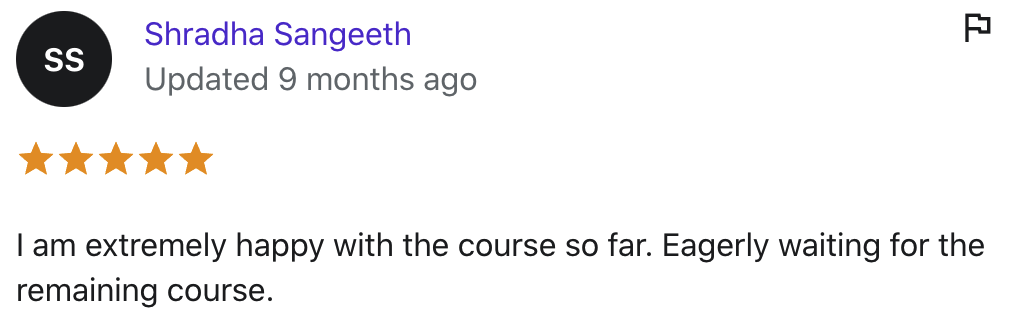 SS
Shradha Sangeeth
Updated 9 months ago
I am extremely happy with the course so far. Eagerly waiting for the
remaining course.